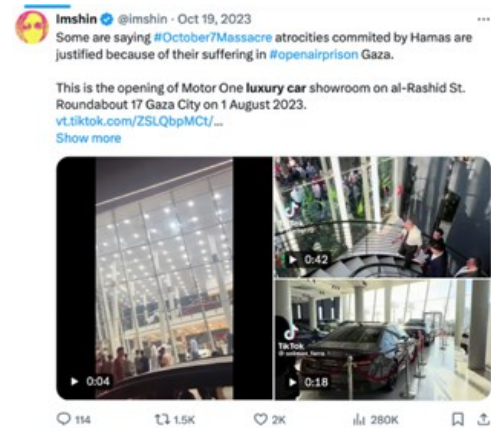 Imshin @imshin · Oct 19, 2023
Some are saying #October7Massacre atrocities commited by Hamas are
justified because of their suffering in #openairprison Gaza.
This is the opening of Motor One luxury car showroom on al-Rashid St.
Roundabout 17 Gaza City on 1 August 2023.
vt.tiktok.com/ZSLQbpMCt/...
Show more
0:04
0:42
TikTok
0:18
114
1.5K
2K
280K